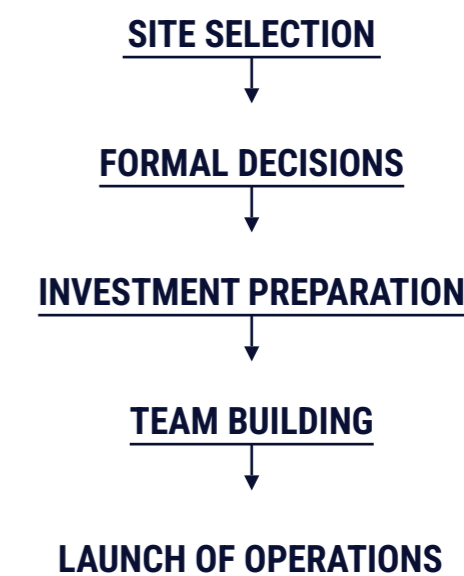 SITE SELECTION
FORMAL DECISIONS
INVESTMENT PREPARATION
TEAM BUILDING
LAUNCH OF OPERATIONS